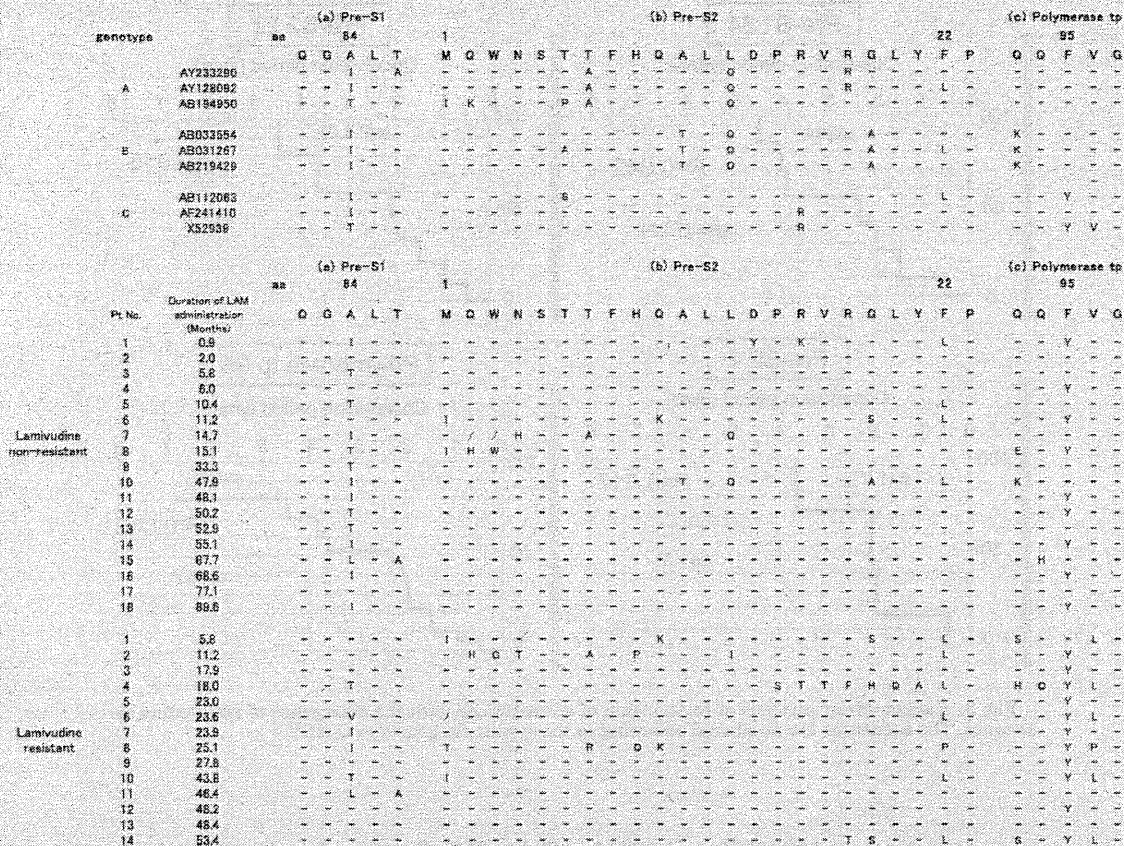 (a) Pre-S1 (b) Pre-S2 (c) Polymerase tp
genotype aa 84 1 22 95
Q G A L T M Q W N S T T F H Q A L L D P R V R G L Y F P Q Q F V G
AY233290 - - I - A - - - - - - A - - - - - Q - - - - R - - - - - - - - - -
A AY128092 - - I - - - - - - - - A - - - - - Q - - - - R - - - L - - - - - -
AB194950 - - T - - I K - - - P A - - - - - Q - - - - - - - - - - - - - - -
AB033554 - - I - - - - - - - - - - - - T - Q - - - - - A - - - - K - - - -
B AB031267 - - I - - - - - - - A - - - - T - Q - - - - - A - - L - K - - - -
AB219429 - - I - - - - - - - - - - - - T - Q - - - - - A - - - - K - - - -
AB112063 - - I - - - - - - - S - - - - - - - - - - - - - - - L - - - Y - -
C AF241410 - - I - - - - - - - - - - - - - - - - - R - - - - - - - - - - - -
X52939 - - T - - - - - - - - - - - - - - - - - R - - - - - - - - - Y V -
(a) Pre-S1 (b) Pre-S2 (c) Polymerase tp
aa 84 1 22 95
Pt No. Duration of LAM administration (Months) Q G A L T M Q W N S T T F H Q A L L D P R V R G L Y F P Q Q F V G
1 0.9 - - I - - - - - - - - - - - - - - - Y - K - - - - - L - - - Y - -
2 2.0 - - - - - - - - - - - - - - - - - - - - - - - - - - - - - - - - -
3 5.8 - - T - - - - - - - - - - - - - - - - - - - - - - - - - - - - - -
4 6.0 - - - - - - - - - - - - - - - - - - - - - - - - - - - - - - Y - -
5 10.4 - - T - - - - - - - - - - - - - - - - - - - - - - - L - - - - - -
6 11.2 - - - - - I - - - - - - - - K - - - - - - - - S - - L - - - Y - -
Lamivudine non-resistant 7 14.7 - - I - - - / / H - - A - - - - - Q - - - - - - - - - - - - - - -
8 15.1 - - T - - I H W - - - - - - - - - - - - - - - - - - - - E - Y - -
9 33.3 - - T - - - - - - - - - - - - - - - - - - - - - - - - - - - - - -
10 47.9 - - I - - - - - - - - - - - - T - Q - - - - - A - - L - K - - - -
11 48.1 - - I - - - - - - - - - - - - - - - - - - - - - - - - - - - Y - -
12 50.2 - - T - - - - - - - - - - - - - - - - - - - - - - - - - - - Y - -
13 52.9 - - T - - - - - - - - - - - - - - - - - - - - - - - - - - - - - -
14 55.1 - - I - - - - - - - - - - - - - - - - - - - - - - - - - - - Y - -
15 67.7 - - L - A - - - - - - - - - - - - - - - - - - - - - - - - H - - -
16 68.6 - - I - - - - - - - - - - - - - - - - - - - - - - - - - - - Y - -
17 77.1 - - - - - - - - - - - - - - - - - - - - - - - - - - - - - - - - -
18 89.6 - - I - - - - - - - - - - - - - - - - - - - - - - - - - - - Y - -
1 5.8 - - - - - I - - - - - - - - K - - - - - - - - S - - L - S - - L -
2 11.2 - - - - - - H G T - - A - P - - - I - - - - - - - - L - - - Y - -
3 17.9 - - - - - - - - - - - - - - - - - - - - - - - - - - - - - - Y - -
4 18.0 - - T - - - - - - - - - - - - - - - - S T T F H Q A L - H Q Y L -
5 23.0 - - - - - - - - - - - - - - - - - - - - - - - - - - - - - - Y - -
6 23.6 - - V - - / - - - - - - - - - - - - - - - - - - - - L - - - Y L -
Lamivudine resistant 7 23.9 - - I - - - - - - - - - - - - - - - - - - - - - - - - - - - Y - -
8 25.1 - - I - - T - - - - - R - Q K - - - - - - - - - - - P - - - Y P -
9 27.8 - - - - - - - - - - - - - - - - - - - - - - - - - - - - - - Y - -
10 43.8 - - T - - I - - - - - - - - - - - - - - - - - - - - L - - - Y L -
11 46.4 - - L - A - - - - - - - - - - - - - - - - - - - - - - - - - - - -
12 48.2 - - - - - - - - - - - - - - - - - - - - - - - - - - - - - - Y - -
13 48.4 - - - - - - - - - - - - - - - - - - - - - - - - - - - - - - - - -
14 53.4 - - - - - - - - - - - - - - - - - - - - - - T S - - L - S - Y L -